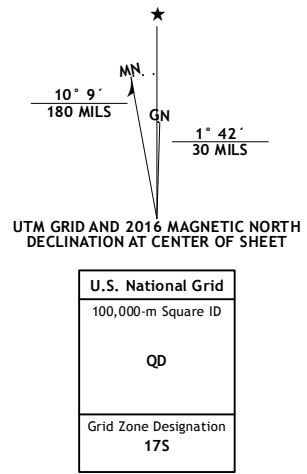 MN
GN
10° 9´
180 MILS
1° 42´
30 MILS
UTM GRID AND 2016 MAGNETIC NORTH
DECLINATION AT CENTER OF SHEET
U.S. National Grid
100,000-m Square ID
QD
Grid Zone Designation
17S